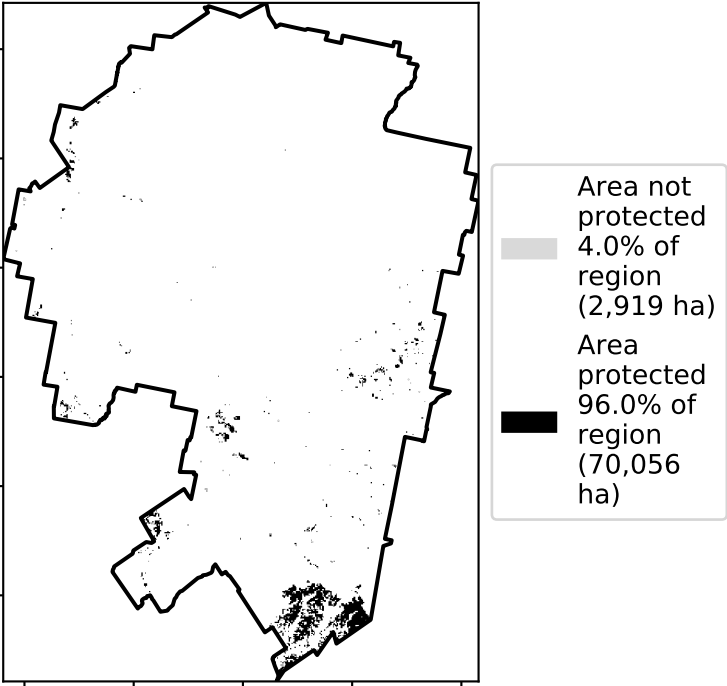 Area not
protected
4.0% of
region
(2,919 ha)
Area
protected
96.0% of
region
(70,056
ha)